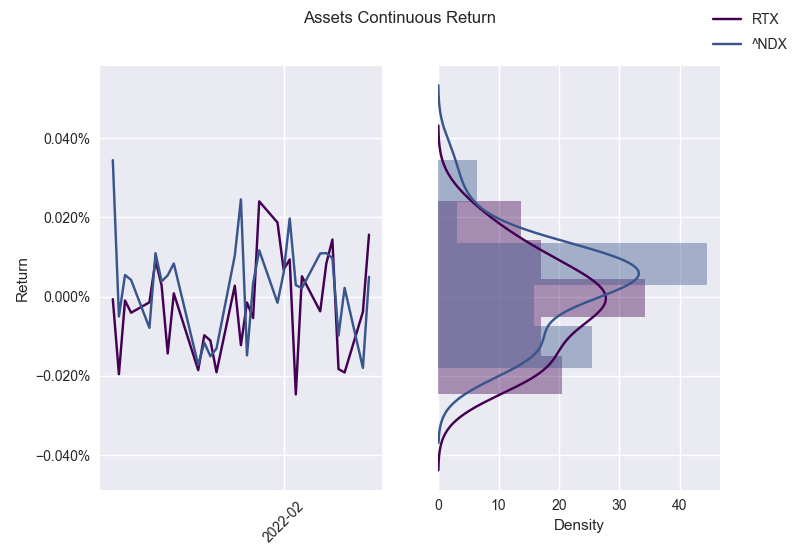 Assets Continuous Return
RTX
^NDX
Return
0.040%
0.020%
0.000%
−0.020%
−0.040%
2022-02
0 10 20 30 40
Density